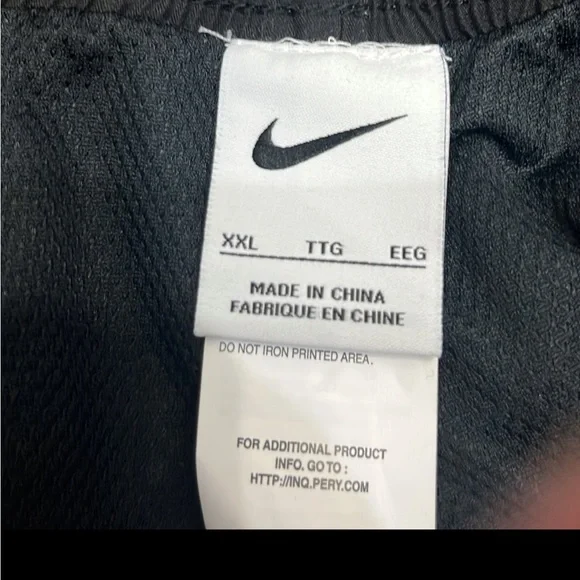 XXL TTG EEG
MADE IN CHINA
FABRIQUE EN CHINE
DO NOT IRON PRINTED AREA.
FOR ADDITIONAL PRODUCT
INFO. GO TO :
HTTP://INQ.PERY.COM